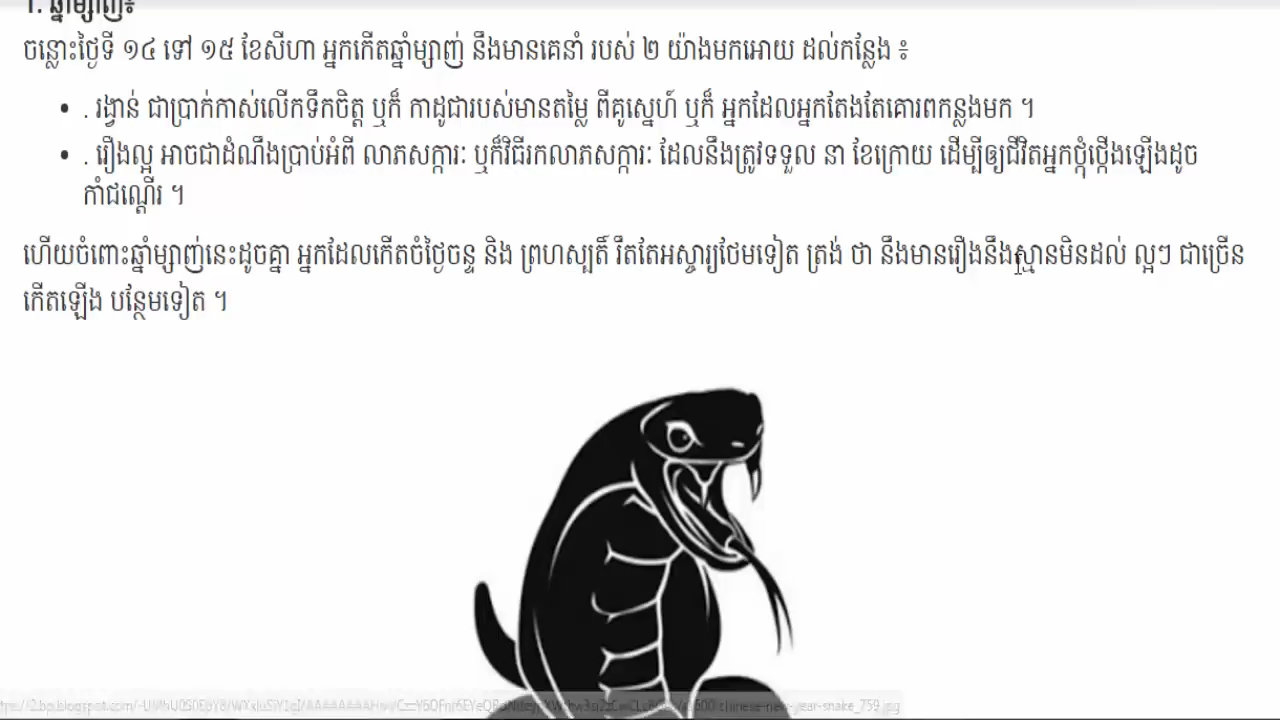 1. ឆ្នាំម្សាញ់៖
ចន្លោះថ្ងៃទី ១៤ ទៅ ១៥ ខែសីហា អ្នកកើតឆ្នាំម្សាញ់ នឹងមានគេនាំ របស់ ២ យ៉ាងមកអោយ ដល់កន្លែង ៖
• . រង្វាន់ ជាប្រាក់កាស់លើកទឹកចិត្ត ឬក៏ កាដូជារបស់មានតម្លៃ ពីគូស្នេហ៍ ឬក៏ អ្នកដែលអ្នកតែងតែគោរពកន្លងមក ។
• . រឿងល្អ អាចជាដំណឹងប្រាប់អំពី លាភសក្ការៈ ឬក៏វិធីរកលាភសក្ការៈ ដែលនឹងត្រូវទទួល នា ខែក្រោយ ដើម្បីឲ្យជីវិតអ្នកថ្កុំថ្កើងឡើងដូច
កាំជណ្តើរ ។
ហើយចំពោះឆ្នាំម្សាញ់នេះដូចគ្នា អ្នកដែលកើតចំថ្ងៃចន្ទ និង ព្រហស្បតិ៍ រឹតតែអស្ចារ្យថែមទៀត ត្រង់ ថា នឹងមានរឿងនឹងស្មានមិនដល់ ល្អៗ ជាច្រើន
កើតឡើង បន្ថែមទៀត ។